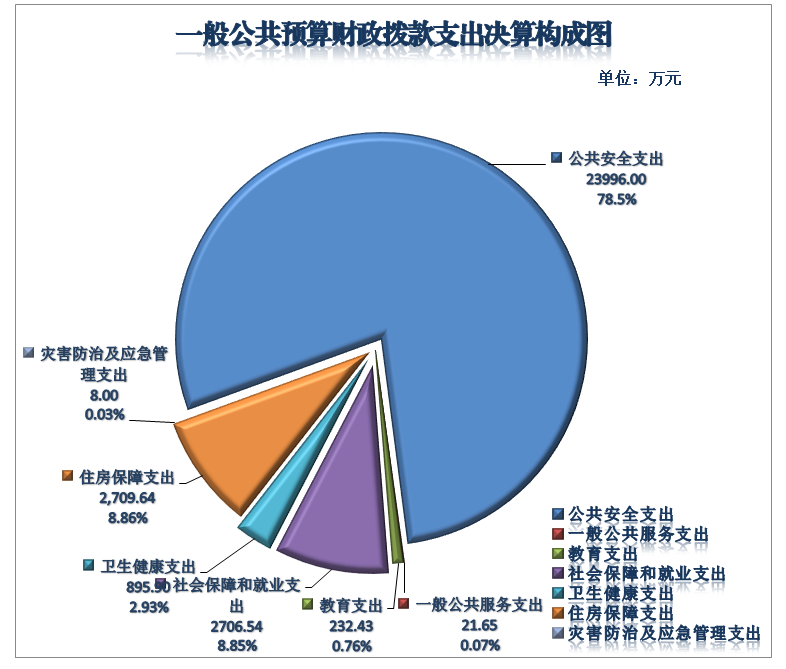 一般公共预算财政拨款支出决算构成图
单位：万元
公共安全支出
23996.00
78.5%
灾害防治及应急管
理支出
8.00
0.03%
住房保障支出
2,709.64
8.86%
卫生健康支出
895.50
2.93%
社会保障和就业支
出
2706.54
8.85%
教育支出
232.43
0.76%
一般公共服务支出
21.65
0.07%
公共安全支出
一般公共服务支出
教育支出
社会保障和就业支出
卫生健康支出
住房保障支出
灾害防治及应急管理支出